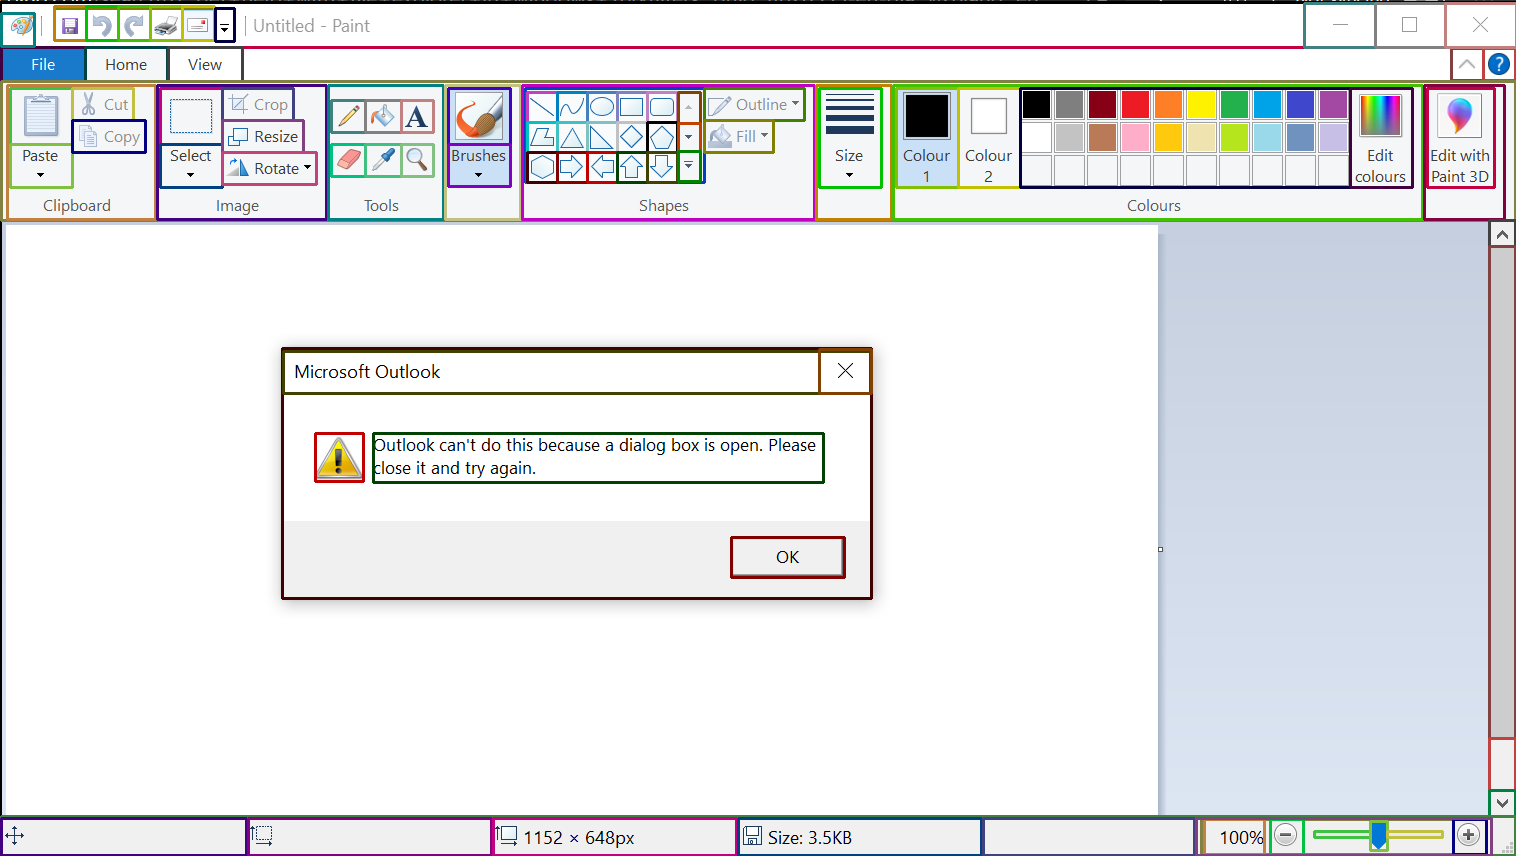 Untitled - Paint
File
Home
View
Cut
Copy
Paste
Clipboard
Crop
Resize
Rotate
Select
Image
A
Tools
Brushes
Outline
Fill
Shapes
Size
Colour
1
Colour
2
Edit
colours
Colours
Edit with
Paint 3D
?
Microsoft Outlook
Outlook can't do this because a dialog box is open. Please
close it and try again.
OK
1152 × 648px
Size: 3.5KB
100%